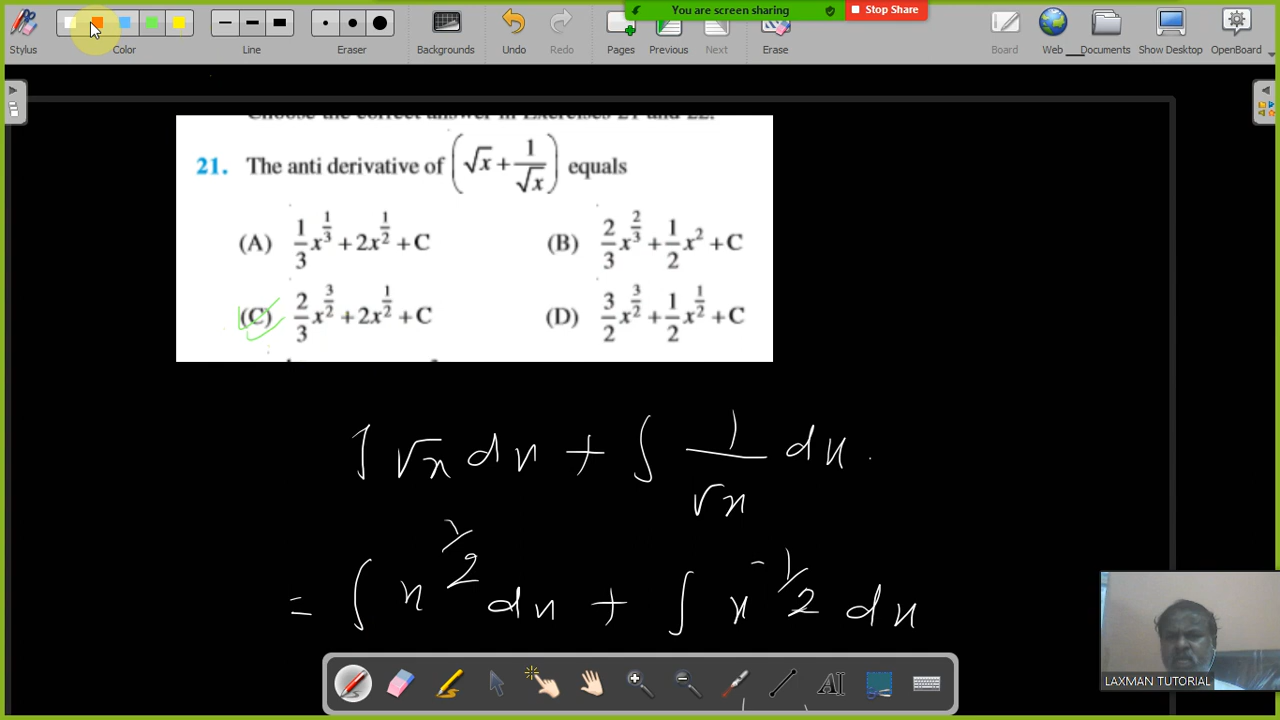 You are screen sharing Stop Share
Stylus Color Line Eraser Backgrounds Undo Redo Pages Previous Next Erase Board Web Documents Show Desktop OpenBoard
21. The anti derivative of (√x + 1/√x) equals
(A) 1/3 x^(1/3) + 2x^(1/2) + C (B) 2/3 x^(2/3) + 1/2 x² + C
(C) 2/3 x^(3/2) + 2x^(1/2) + C (D) 3/2 x^(3/2) + 1/2 x^(1/2) + C
∫ √x dx + ∫ 1/√x dx.
= ∫ x^(1/2) dx + ∫ x^(-1/2) dx
LAXMAN TUTORIAL